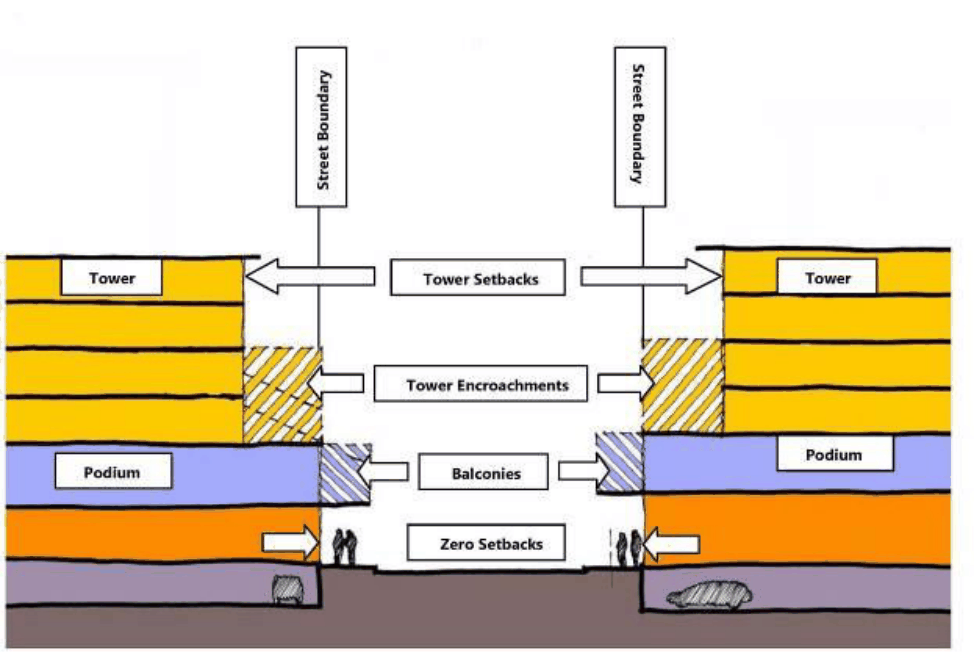 Street Boundary
Street Boundary
Tower
Tower Setbacks
Tower
Tower Encroachments
Podium
Balconies
Podium
Zero Setbacks